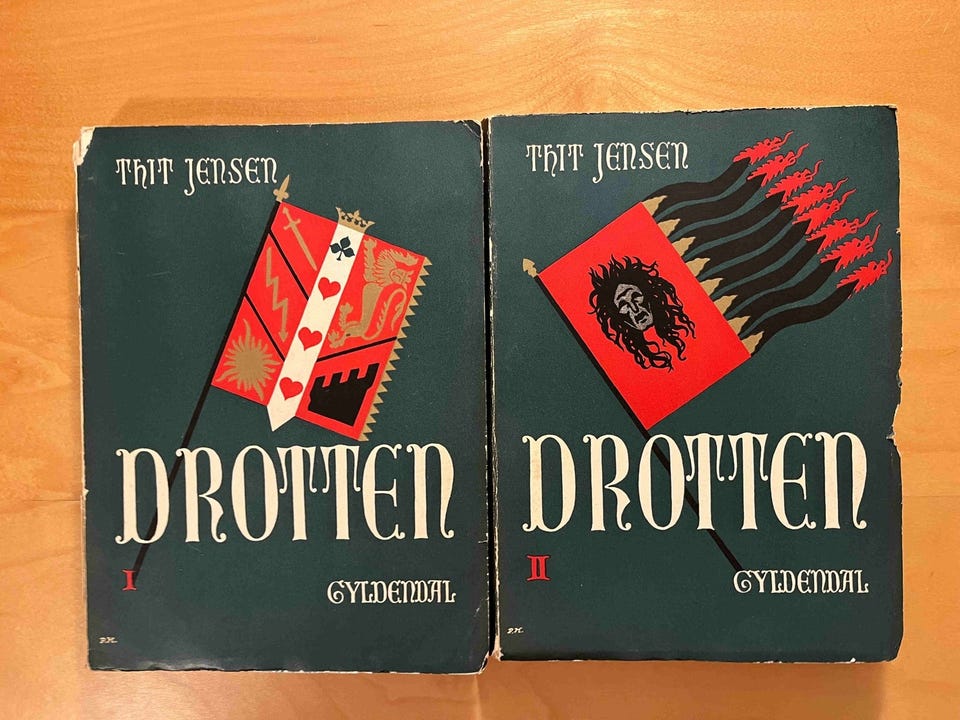 THIT JENSEN
DROTTEN
I
GYLDENDAL
THIT JENSEN
DROTTEN
II
GYLDENDAL